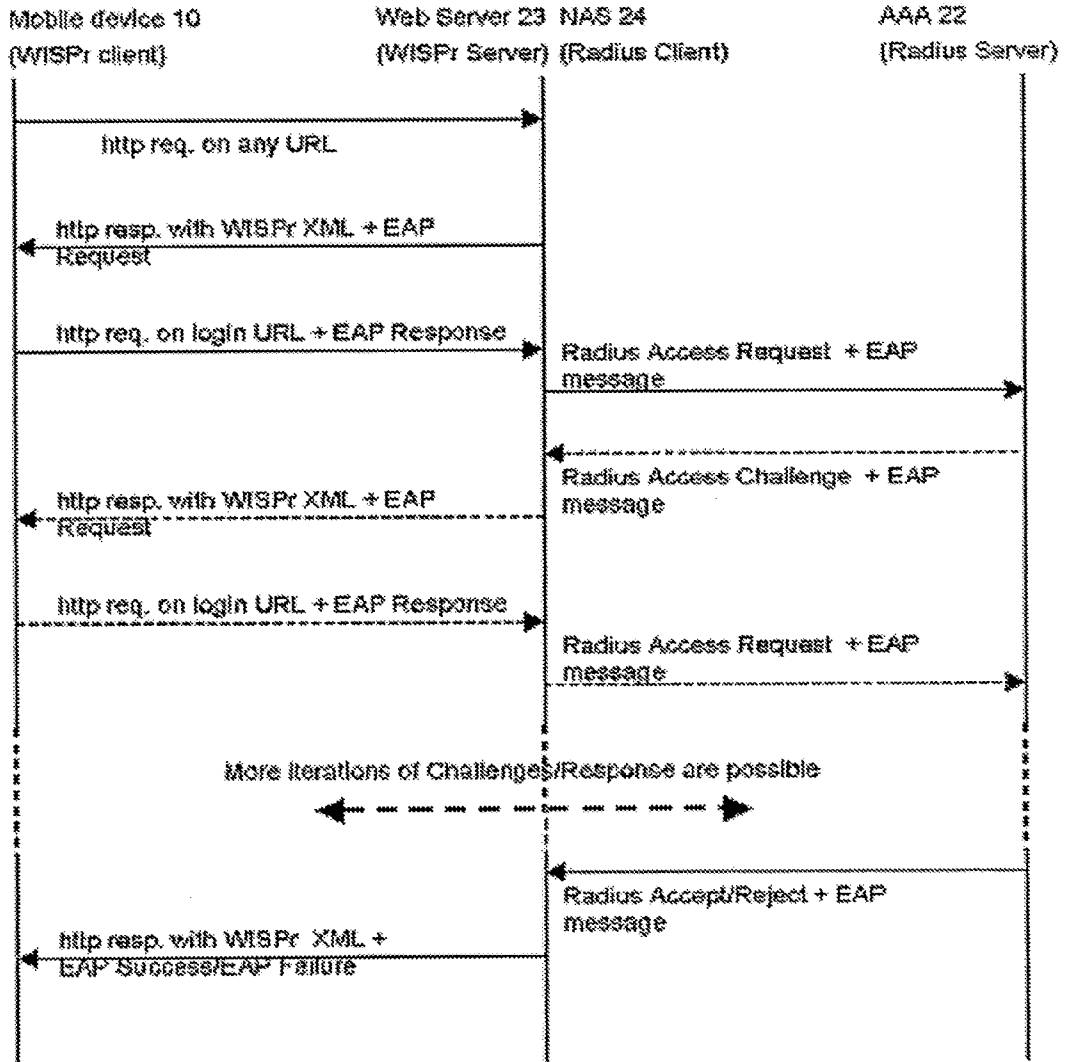 Mobile device 10
(WISPr client)
Web Server 23
(WISPr Server)
NAS 24
(Radius Client)
AAA 22
(Radius Server)
http req. on any URL
http resp. with WISPr XML + EAP
Request
http req. on login URL + EAP Response
Radius Access Request + EAP
message
Radius Access Challenge + EAP
message
http resp. with WISPr XML + EAP
Request
http req. on login URL + EAP Response
Radius Access Request + EAP
message
More iterations of Challenges/Response are possible
Radius Accept/Reject + EAP
message
http resp. with WISPr XML +
EAP Success/EAP Failure